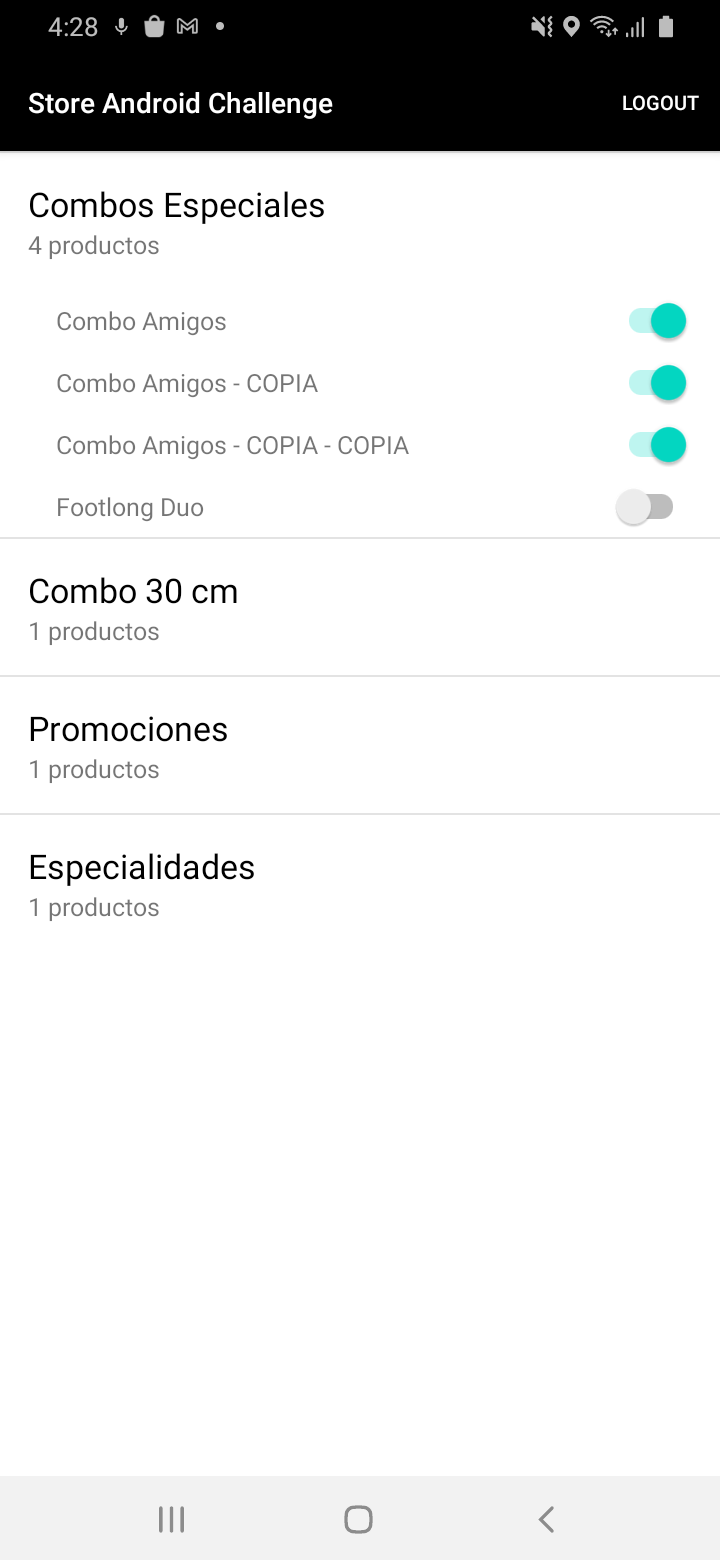 4:28
Store Android Challenge
LOGOUT
Combos Especiales
4 productos
Combo Amigos
Combo Amigos - COPIA
Combo Amigos - COPIA - COPIA
Footlong Duo
Combo 30 cm
1 productos
Promociones
1 productos
Especialidades
1 productos